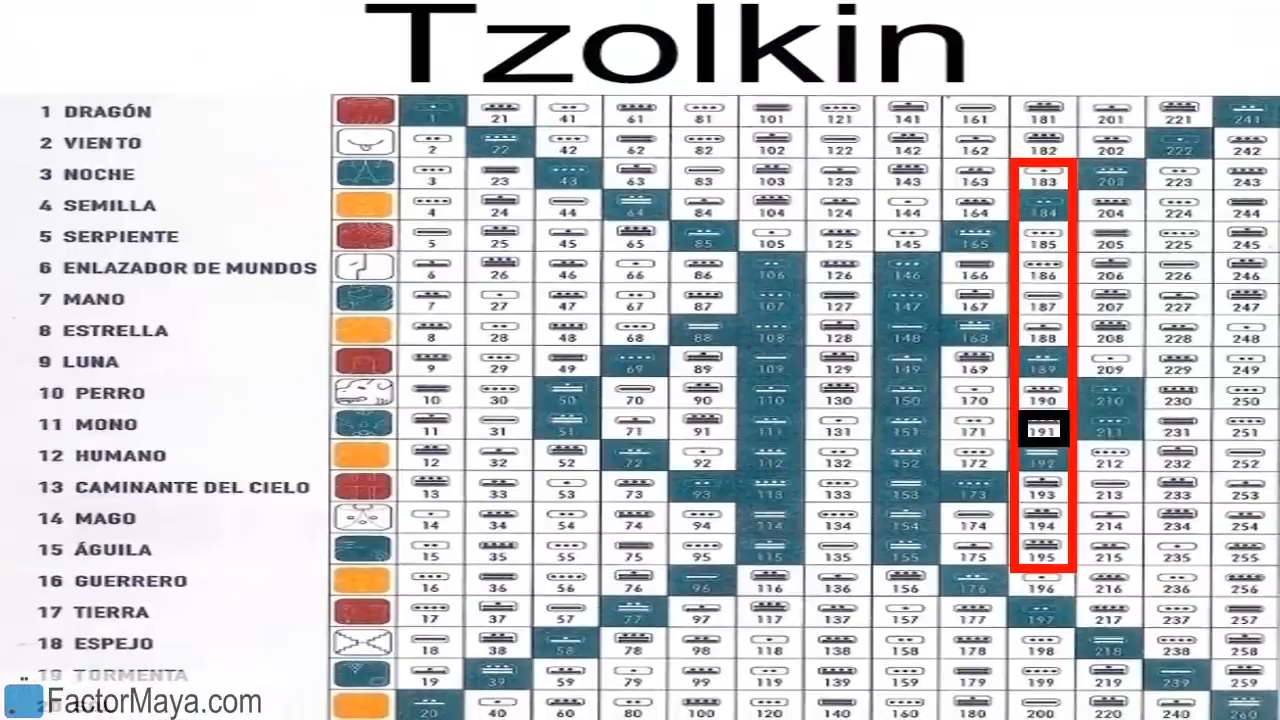 Tzolkin
1 DRAGÓN 1 21 41 61 81 101 121 141 161 181 201 221 241
2 VIENTO 2 22 42 62 82 102 122 142 162 182 202 222 242
3 NOCHE 3 23 43 63 83 103 123 143 163 183 203 223 243
4 SEMILLA 4 24 44 64 84 104 124 144 164 184 204 224 244
5 SERPIENTE 5 25 45 65 85 105 125 145 165 185 205 225 245
6 ENLAZADOR DE MUNDOS 6 26 46 66 86 106 126 146 166 186 206 226 246
7 MANO 7 27 47 67 87 107 127 147 167 187 207 227 247
8 ESTRELLA 8 28 48 68 88 108 128 148 168 188 208 228 248
9 LUNA 9 29 49 69 89 109 129 149 169 189 209 229 249
10 PERRO 10 30 50 70 90 110 130 150 170 190 210 230 250
11 MONO 11 31 51 71 91 111 131 151 171 191 211 231 251
12 HUMANO 12 32 52 72 92 112 132 152 172 192 212 232 252
13 CAMINANTE DEL CIELO 13 33 53 73 93 113 133 153 173 193 213 233 253
14 MAGO 14 34 54 74 94 114 134 154 174 194 214 234 254
15 ÁGUILA 15 35 55 75 95 115 135 155 175 195 215 235 255
16 GUERRERO 16 36 56 76 96 116 136 156 176 196 216 236 256
17 TIERRA 17 37 57 77 97 117 137 157 177 197 217 237 257
18 ESPEJO 18 38 58 78 98 118 138 158 178 198 218 238 258
19 TORMENTA 19 39 59 79 99 119 139 159 179 199 219 239 259
20 40 60 80 100 120 140 160 180 200 220 240 260
FactorMaya.com